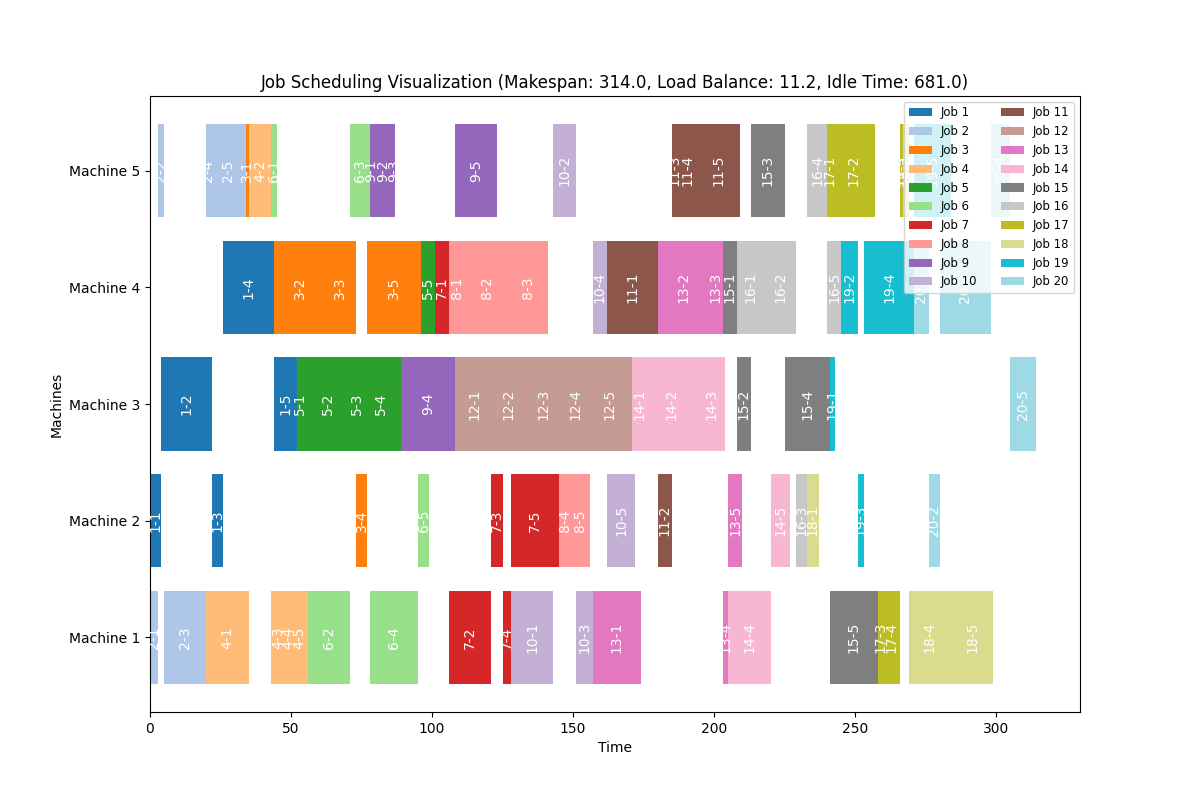 Job Scheduling Visualization (Makespan: 314.0, Load Balance: 11.2, Idle Time: 681.0)
Machines
Machine 5
2-2 2-4 2-5 3-1 4-2 6-1 6-3 9-1 9-2 9-3 9-5 10-2 11-3 11-4 11-5 15-3 16-4 17-1 17-2
Machine 4
1-4 3-2 3-3 3-5 5-5 7-1 8-1 8-2 8-3 10-4 11-1 13-2 13-3 15-1 16-1 16-2 16-5 19-2 19-4
Machine 3
1-2 1-5 5-1 5-2 5-3 5-4 9-4 12-1 12-2 12-3 12-4 12-5 14-1 14-2 14-3 15-2 15-4 19-1 20-5
Machine 2
1-1 1-3 3-4 6-5 7-3 7-5 8-4 8-5 10-5 11-2 13-5 14-5 16-3 18-1 19-3 20-2
Machine 1
2-1 2-3 4-1 4-3 4-4 4-5 6-2 6-4 7-2 7-4 10-1 10-3 13-1 13-4 14-4 15-5 17-3 17-4 18-4 18-5
0 50 100 150 200 250 300
Time
Job 1
Job 2
Job 3
Job 4
Job 5
Job 6
Job 7
Job 8
Job 9
Job 10
Job 11
Job 12
Job 13
Job 14
Job 15
Job 16
Job 17
Job 18
Job 19
Job 20